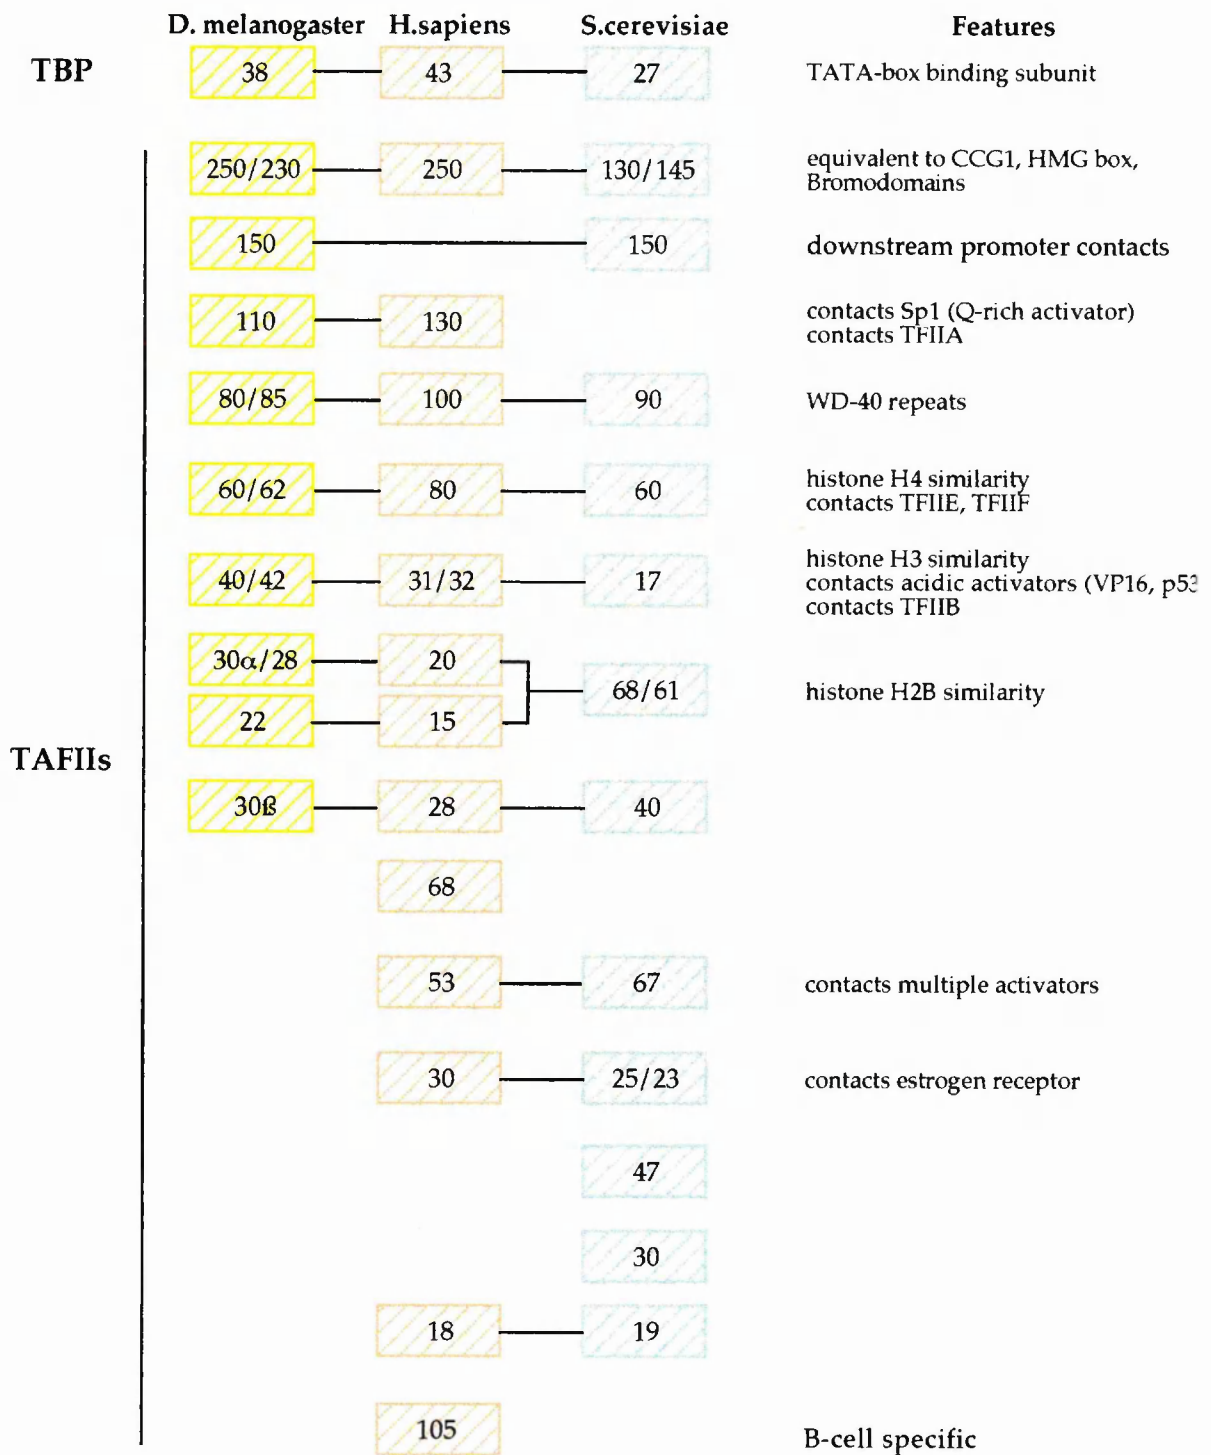 D. melanogaster H.sapiens S.cerevisiae Features
TBP 38 43 27 TATA-box binding subunit
250/230 250 130/145 equivalent to CCG1, HMG box,
Bromodomains
150 150 downstream promoter contacts
110 130 contacts Sp1 (Q-rich activator)
contacts TFIIA
80/85 100 90 WD-40 repeats
60/62 80 60 histone H4 similarity
contacts TFIIE, TFIIF
40/42 31/32 17 histone H3 similarity
contacts acidic activators (VP16, p53
contacts TFIIB
30α/28 20
68/61 histone H2B similarity
22 15
TAFIIs
30ß 28 40
68
53 67 contacts multiple activators
30 25/23 contacts estrogen receptor
47
30
18 19
105 B-cell specific